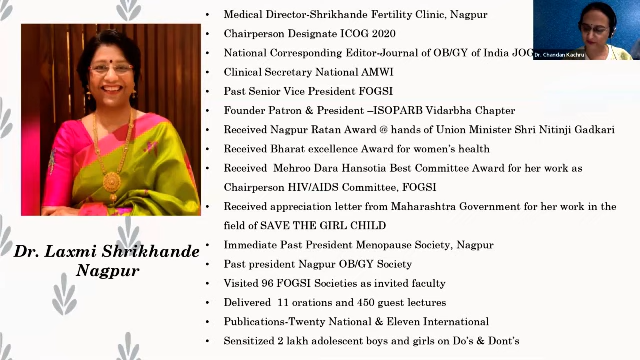 • Medical Director-Shrikhande Fertility Clinic, Nagpur
• Chairperson Designate ICOG 2020
• National Corresponding Editor-Journal of OB/GY of India JOG
• Clinical Secretary National AMWI
• Past Senior Vice President FOGSI
• Founder Patron & President –ISOPARB Vidarbha Chapter
• Received Nagpur Ratan Award @ hands of Union Minister Shri Nitinji Gadkari
• Received Bharat excellence Award for women's health
• Received Mehroo Dara Hansotia Best Committee Award for her work as
Chairperson HIV/AIDS Committee, FOGSI
• Received appreciation letter from Maharashtra Government for her work in the
field of SAVE THE GIRL CHILD
• Immediate Past President Menopause Society, Nagpur
• Past president Nagpur OB/GY Society
• Visited 96 FOGSI Societies as invited faculty
• Delivered 11 orations and 450 guest lectures
• Publications-Twenty National & Eleven International
• Sensitized 2 lakh adolescent boys and girls on Do's & Dont's
Dr. Laxmi Shrikhande
Nagpur
Dr. Chandan Kachru